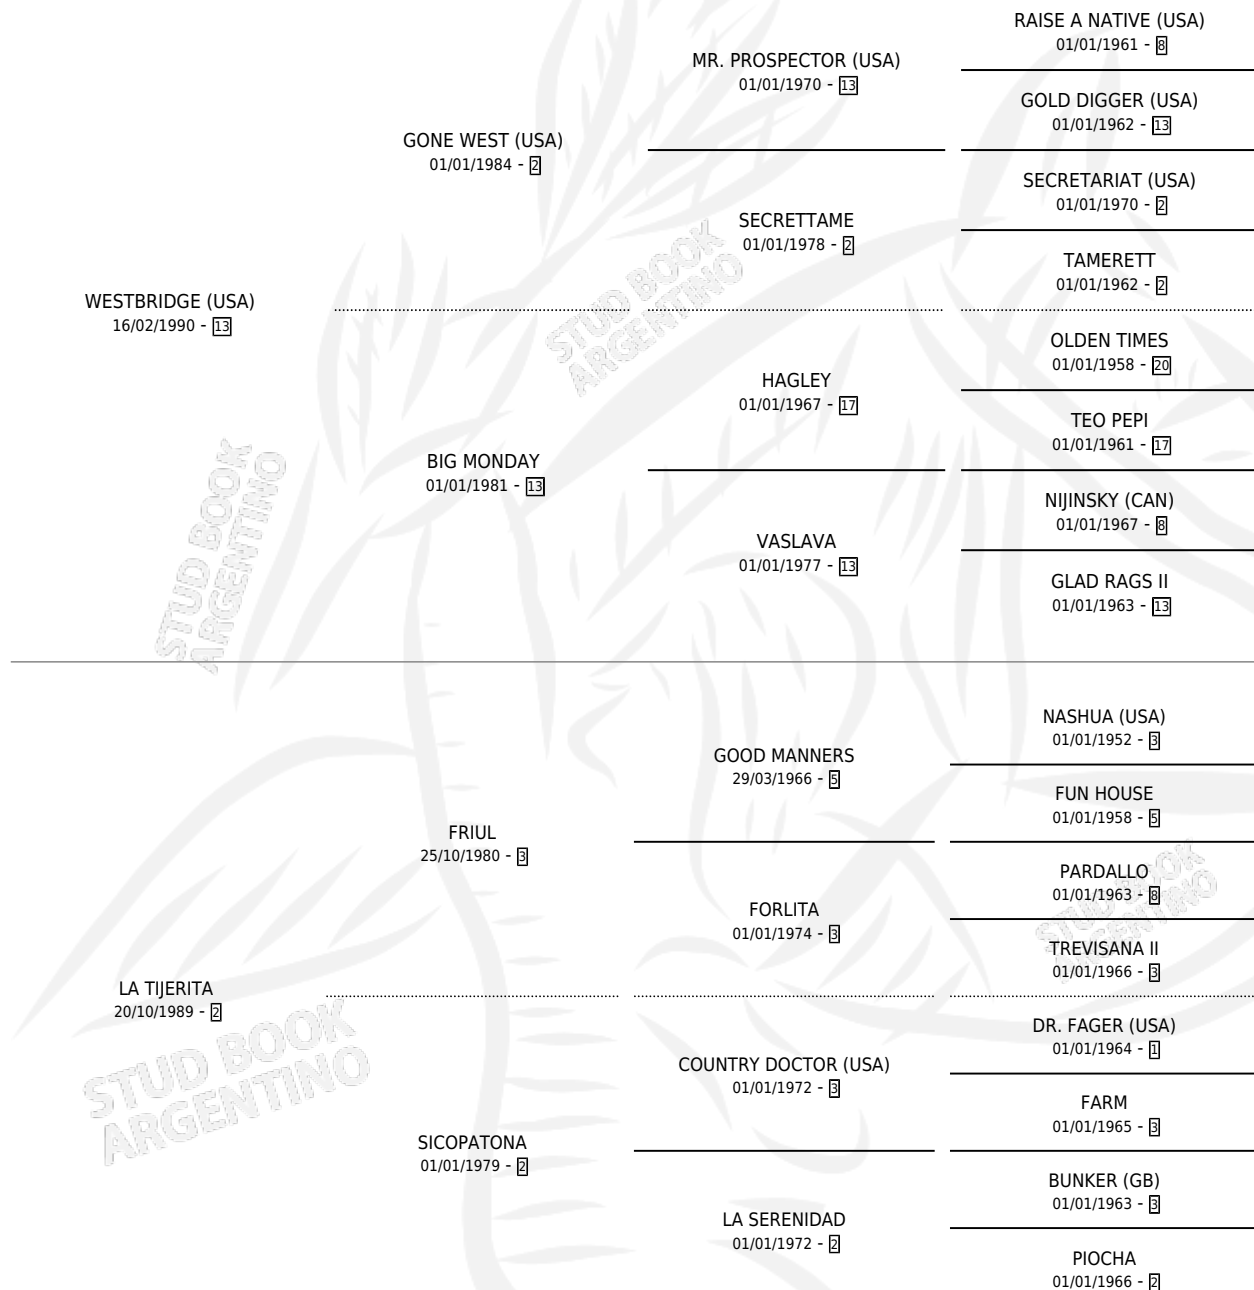 RAISE A NATIVE (USA)
01/01/1961 - 8
MR. PROSPECTOR (USA)
01/01/1970 - 13
GOLD DIGGER (USA)
01/01/1962 - 13
GONE WEST (USA)
01/01/1984 - 2
SECRETARIAT (USA)
01/01/1970 - 2
SECRETTAME
01/01/1978 - 2
TAMERETT
01/01/1962 - 2
WESTBRIDGE (USA)
16/02/1990 - 13
OLDEN TIMES
01/01/1958 - 20
HAGLEY
01/01/1967 - 17
TEO PEPI
01/01/1961 - 17
BIG MONDAY
01/01/1981 - 13
NIJINSKY (CAN)
01/01/1967 - 8
VASLAVA
01/01/1977 - 13
GLAD RAGS II
01/01/1963 - 13
NASHUA (USA)
01/01/1952 - 3
GOOD MANNERS
29/03/1966 - 5
FUN HOUSE
01/01/1958 - 5
FRIUL
25/10/1980 - 3
PARDALLO
01/01/1963 - 8
FORLITA
01/01/1974 - 3
TREVISANA II
01/01/1966 - 3
LA TIJERITA
20/10/1989 - 2
DR. FAGER (USA)
01/01/1964 - 1
COUNTRY DOCTOR (USA)
01/01/1972 - 3
FARM
01/01/1965 - 3
SICOPATONA
01/01/1979 - 2
BUNKER (GB)
01/01/1963 - 3
LA SERENIDAD
01/01/1972 - 2
PIOCHA
01/01/1966 - 2
STUD BOOK
ARGENTINO
STUD BOOK
ARGENTINO
STUD BOOK
ARGENTINO
STUD BOOK
ARGENTINO